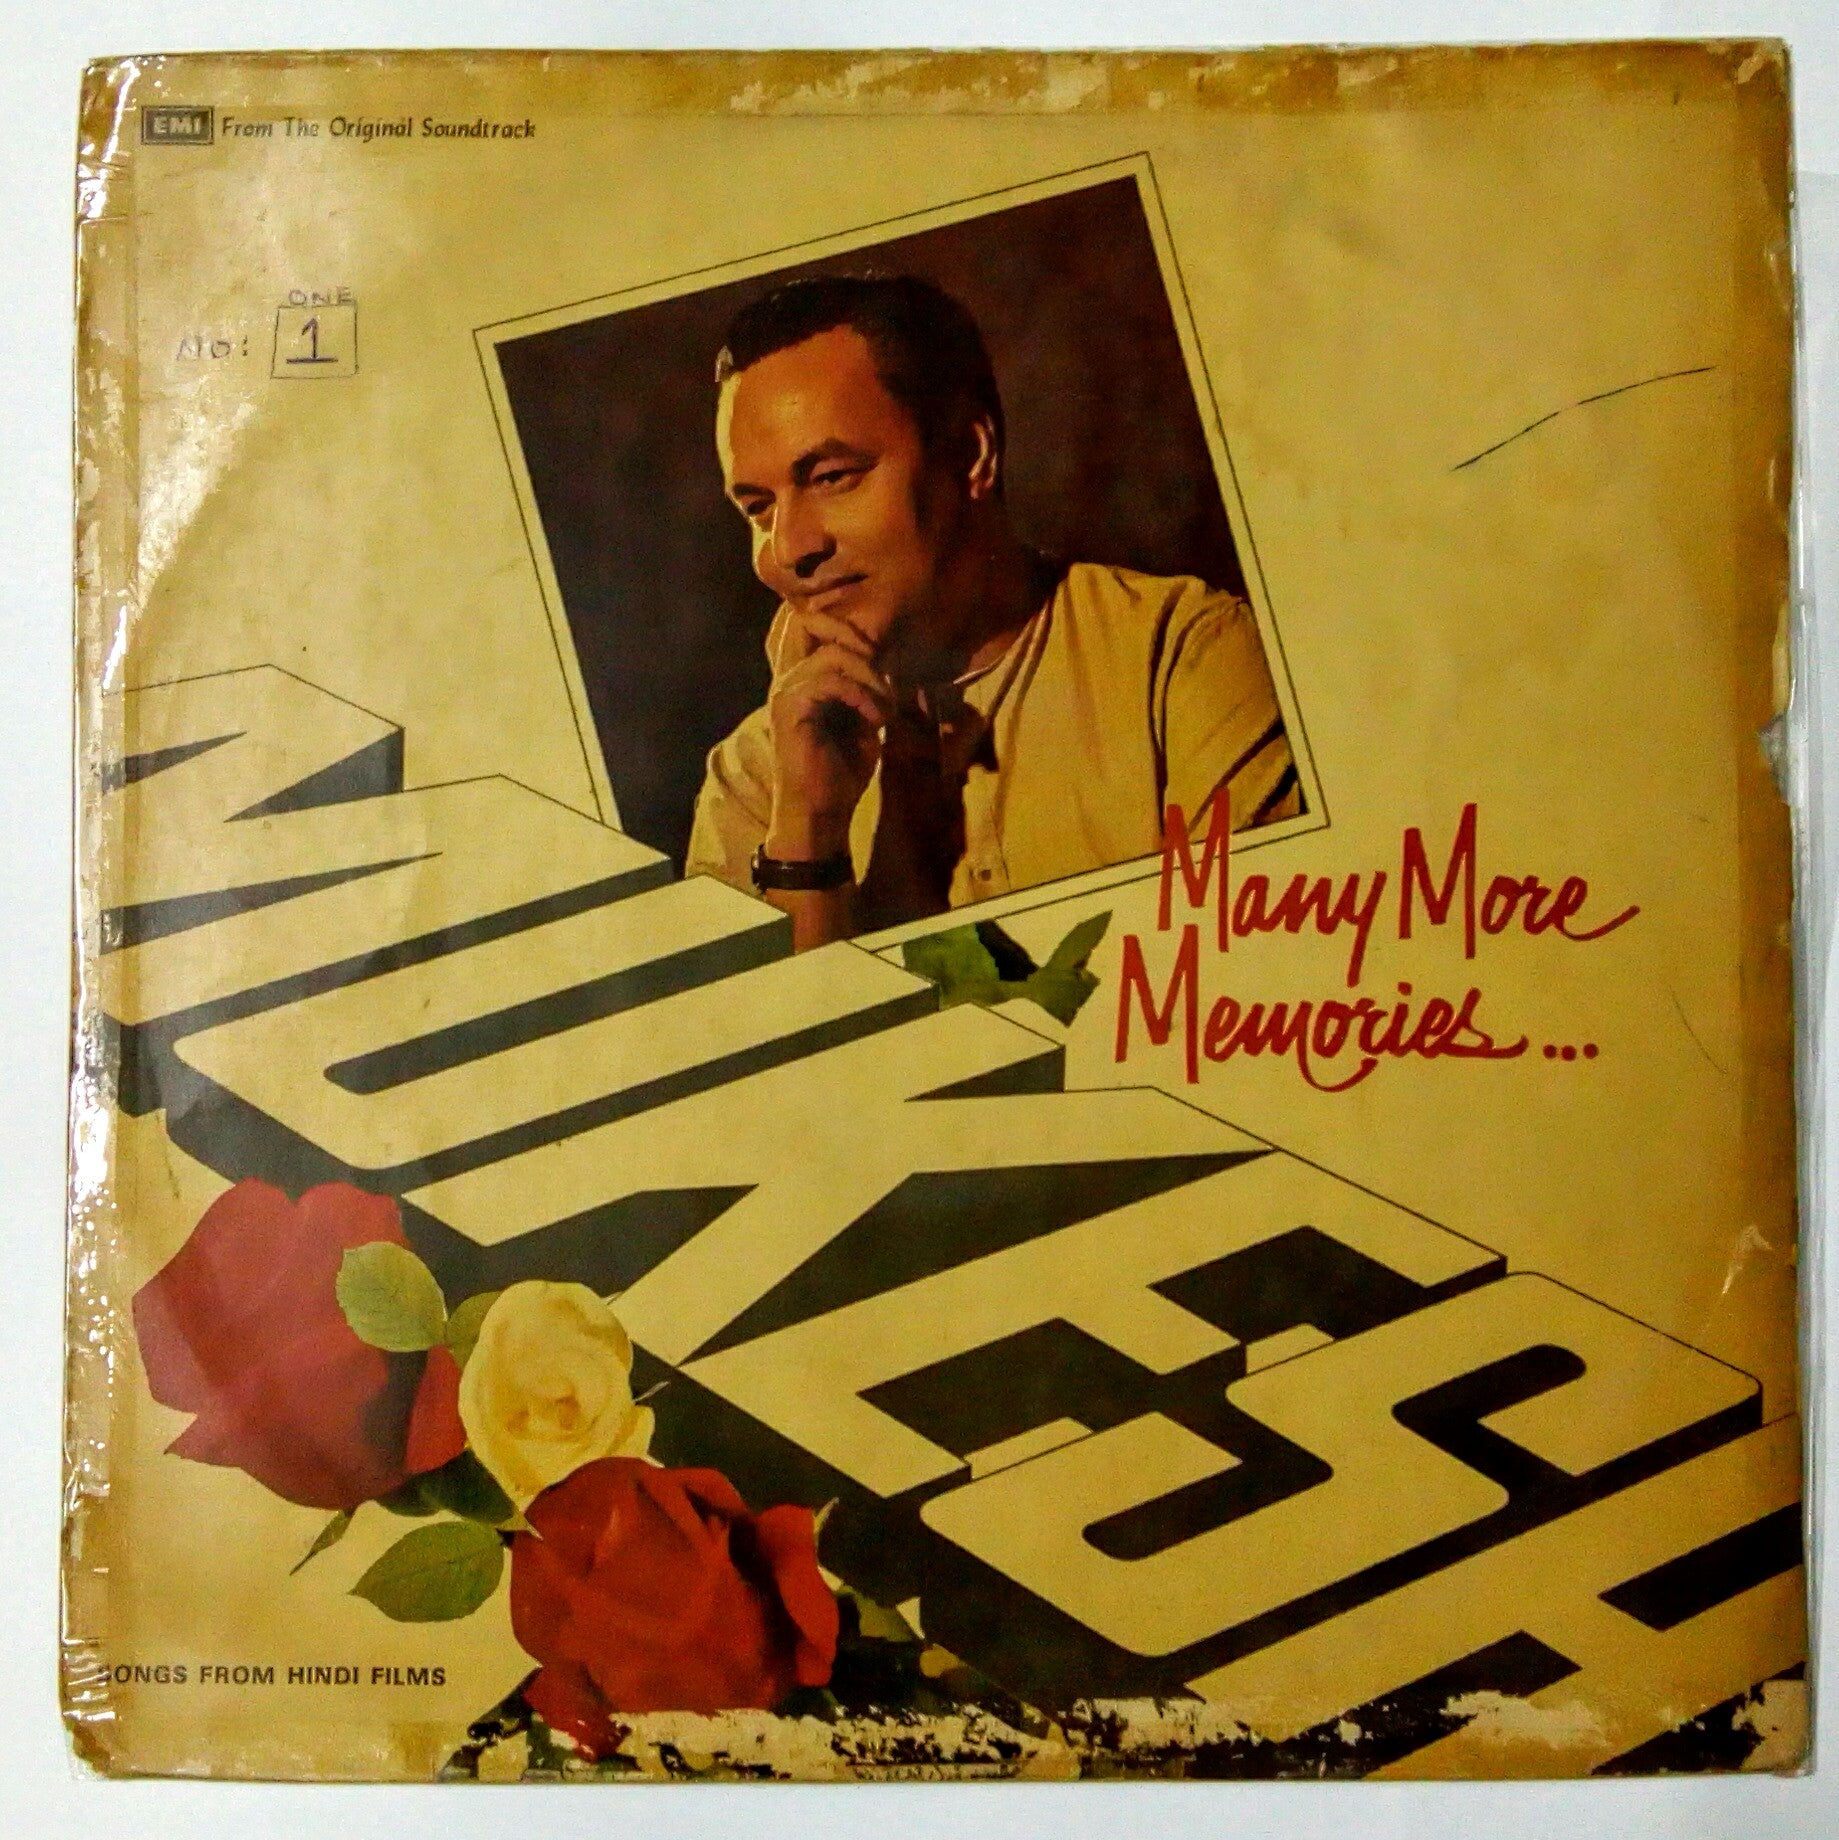 EMI From The Original Soundtrack
ONE
NO: 1
Many More
Memories...
MUKESH
SONGS FROM HINDI FILMS